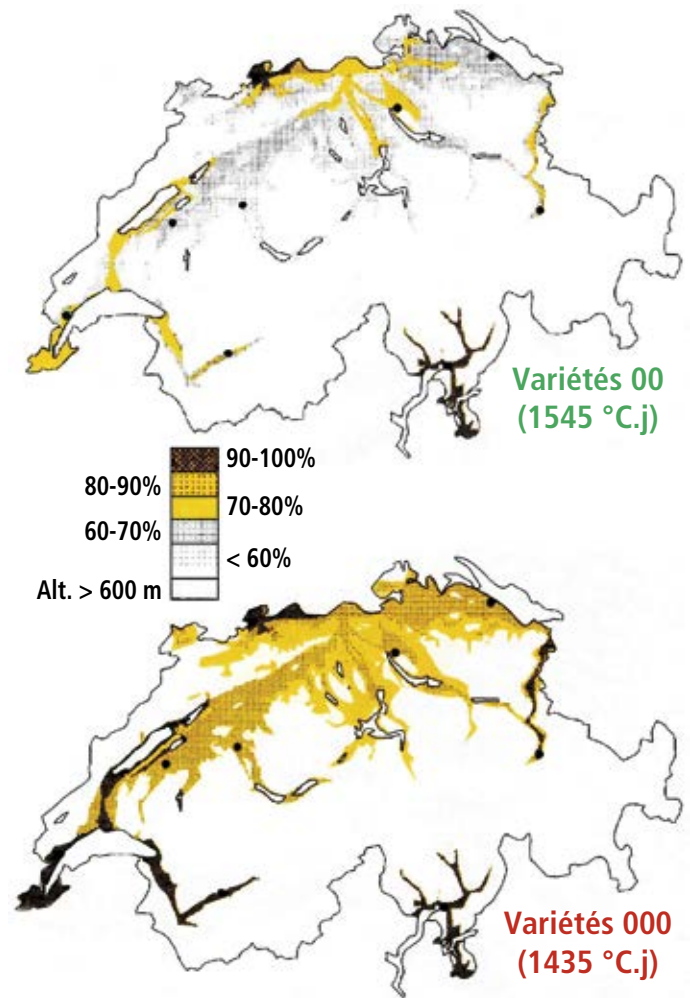 Variétés 00
(1545 °C.j)
90-100%
80-90%
70-80%
60-70%
< 60%
Alt. > 600 m
Variétés 000
(1435 °C.j)